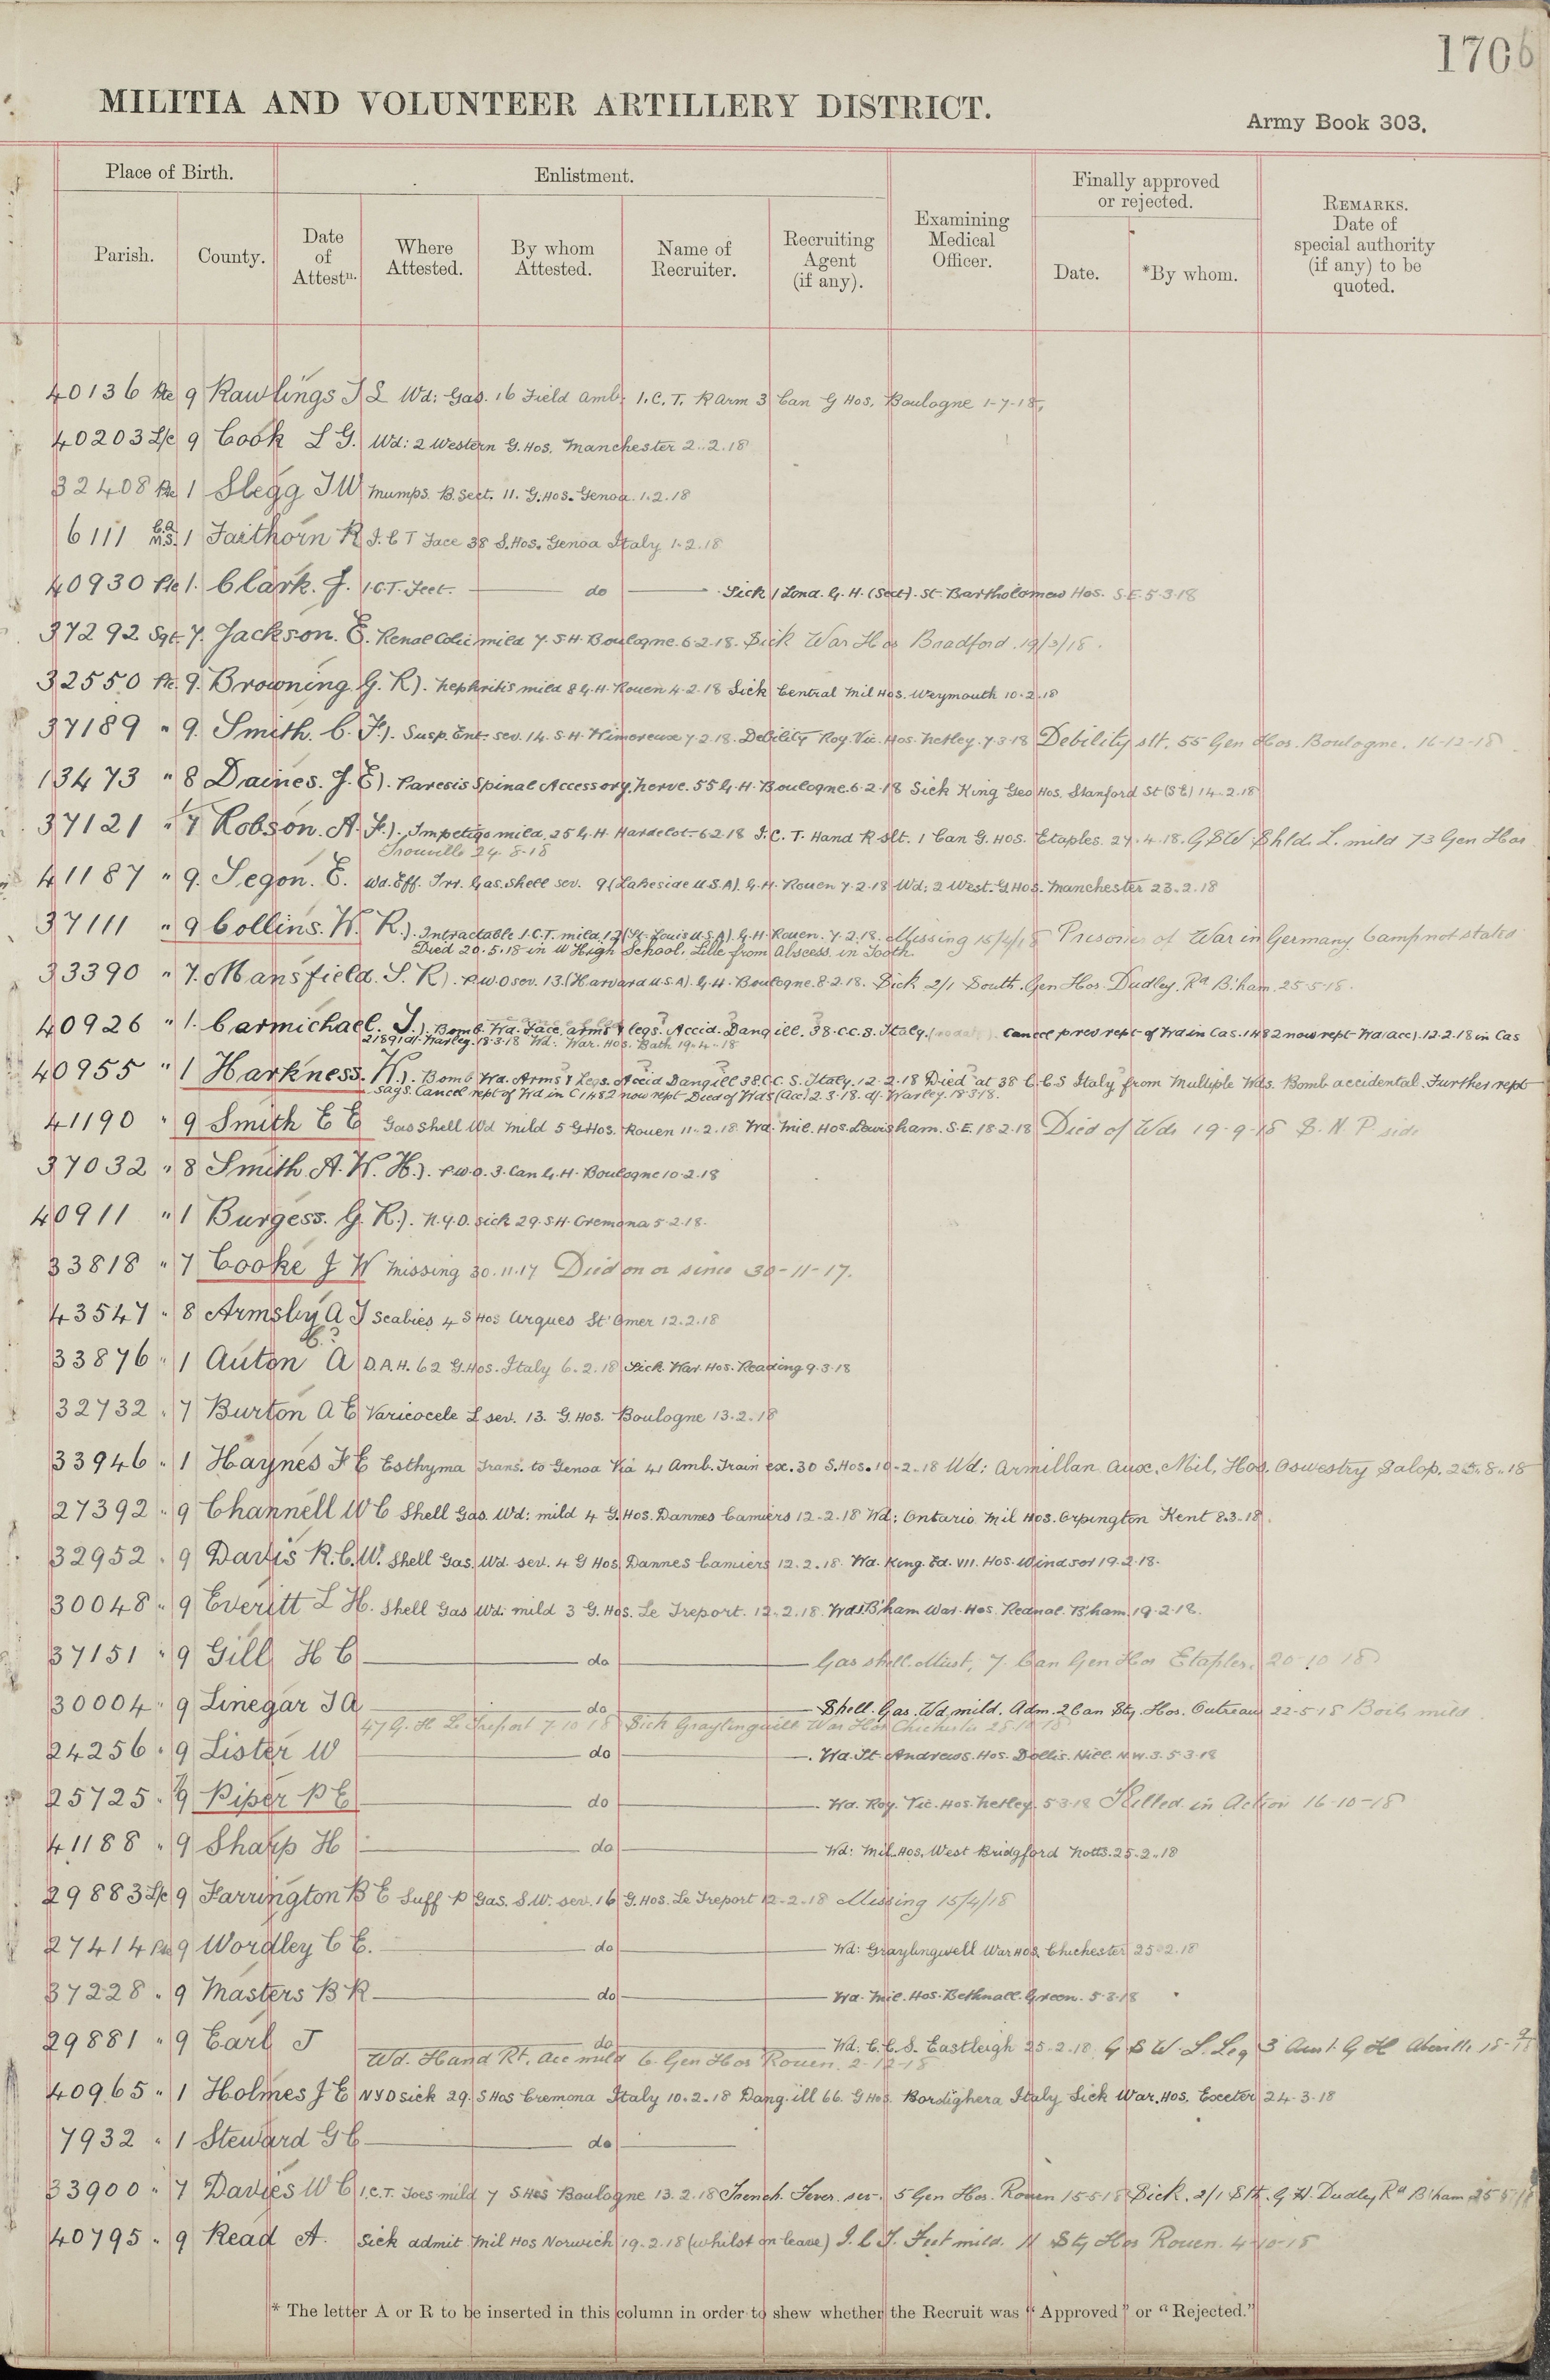 1706
MILITIA AND VOLUNTEER ARTILLERY DISTRICT.
Army Book 303.
Place of Birth.
Enlistment.
Finally approved or rejected.
Parish.
County.
Date of Attestn.
Where Attested.
By whom Attested.
Name of Recruiter.
Recruiting Agent (if any).
Examining Medical Officer.
Date.
*By whom.
REMARKS. Date of special authority (if any) to be quoted.
40136 Pte 9 Rawlings J S Wd: Gas. 16 Field Amb: I.C.T. R Arm 3 Can G Hos. Boulogne 1-7-18.
40203 L/c 9 Cook L G. Wd: 2 Western G. Hos. Manchester 2.2.18
32408 Pte 1 Slegg J W Mumps. B. Sect. 11. G. Hos. Genoa. 1.2.18
6111 C.Q.M.S. 1 Faithorn R I.C T Face 38 S. Hos. Genoa Italy 1.2.18
40930 Pte 1. Clark. J. I.C.T. Feet. do Sick 1 Lond. G. H. (Sect). St. Bartholomew Hos. S.E. 5.3.18
37292 Sgt. 7. Jackson. E. Renal Colic mild 7. S.H. Boulogne. 6.2.18. Sick War Hos Bradford. 19/3/18.
32550 Pte. 9. Browning. G. R). Nephritis mild 8 G.H. Rouen 4.2.18 Sick Central Mil Hos. Weymouth 10.2.18
37189 " 9. Smith. C. F.). Susp. Ent. sev. 14. S.H. Wimereux 7.2.18. Debility Roy. Vic. Hos. Netley. 7.3.18 Debility slt. 55 Gen Hos. Boulogne. 16-12-18
13473 " 8 Daines. J. E). Paresis Spinal Accessory. Nerve. 55 G.H. Boulogne. 6.2.18 Sick King Geo Hos. Stanford St (SE) 14.2.18
37121 " 7 Robson. A. F.). Impetigo mild. 25 G.H. Hardelot. 6.2.18 I.C.T. Hand R slt. 1 Can G. Hos. Etaples. 27.4.18. G S W Shld. L. mild 73 Gen Hos
Trouville 24.8.18
41187 " 9. Segon. E. Wd. Eff. Irr. Gas. shell sev. 9 (Lakeside U.S.A). G.H. Rouen 7.2.18 Wd: 2 West. G Hos. Manchester 23.2.18
37111 " 9 Collins. W. R.). Intractable I.C.T. mild 12 (St. Louis U.S.A). G.H. Rouen. 7.2.18. Missing 15/4/18 Prisoner of War in Germany Camp not stated
Died 20.5.18 in W High School, Lille from Abscess in Tooth.
33390 " 7. Mansfield. S. R). P.U.O sev. 13. (Harvard U.S.A). G.H. Boulogne. 8.2.18. Sick 2/1 South. Gen Hos. Dudley. Rd B'ham. 25-5-18.
40926 " 1. Carmichael. J.). Bomb. Wd. Face, arms & legs. Accid. Dang ill. 38. C.C.S. Italy. Cancel prev rept of Wd in Cas. 1482 now rept Wd (acc). 12.2.18 in Cas
d/- Warley. 18.3.18 Wd: War. Hos. Bath 19.4.18
40955 " 1 Harkness. W.). Bomb Wd. Arms & Legs. Accid Dang ill 38 C.C.S. Italy. 12.2.18 Died at 38 C.C.S Italy from Multiple Wds. Bomb accidental. Further rept
says. Cancel rept of Wd in C 1482 now rept Died of Wds (acc) 2.3.18. d/- Warley. 18.3.18.
41190 " 9 Smith E E Gas Shell Wd mild 5 G Hos. Rouen 11.2.18. Wd. Mil. Hos. Lewisham. S.E. 18.2.18 Died of Wds 19-9-18
37032 " 8 Smith A. W. H.). P.U.O. 3. Can G.H. Boulogne 10.2.18
40911 " 1 Burgess. G. R.). N.Y.D. sick 29. S.H. Cremona 5.2.18.
33818 " 7 Cooke J W Missing 30.11.17 Died on or since 30-11-17.
43547 " 8 Armsby A J Scabies 4 S Hos Arques St Omer 12.2.18
33876 " 1 Auton A D.A.H. 62 G. Hos. Italy 6.2.18 Sick. War. Hos. Reading 9.3.18
32732 " 7 Burton A E Varicocele L sev. 13. G. Hos. Boulogne 13.2.18
33946 " 1 Haynes F E Esthyma Trans. to Genoa Via 41 Amb. Train ex. 30 S. Hos. 10.2.18 Wd: Armillan Aux. Mil. Hos. Oswestry Salop. 25.8.18
27392 " 9 Channell W C Shell Gas. Wd: mild 4 G. Hos. Dannes Camiers 12.2.18 Wd: Ontario Mil Hos. Orpington Kent 8.3.18.
32952 " 9 Davis R.C.W. Shell Gas. Wd. sev. 4 G Hos. Dannes Camiers 12.2.18. Wd. King. Ed. VII. Hos. Windsor 19.2.18.
30048 " 9 Everitt L H. Shell Gas Wd: mild 3 G. Hos. Le Treport. 12.2.18. Wd 1 B'ham War. Hos. Rednal. B'ham. 19.2.18.
37151 " 9 Gill H C do Gas shell. Must, 7. Can Gen Hos Etaples. 20.10.18
30004 " 9 Linegar J A do Shell. Gas. Wd. mild. Adm. 2 Can Sty. Hos. Outreau 22-5-18 Boils mild
47 G. H Le Treport 7-10-18 Sick Graylingwell War Hos Chichester
24256 " 9 Lister W do Wd. St. Andrews. Hos. Dollis. Hill. N.W. 3. 5.3.18
25725 " 9 Piper P E do Wd. Roy. Vic. Hos. Netley. 5.3.18 Killed in Action 16-10-18
41188 " 9 Sharp H do Wd: Mil. Hos. West Bridgford Notts. 25.2.18
29883 L/c 9 Farrington B E Suff P Gas. S.W. sev. 16 G. Hos. Le Treport 12.2.18 Missing 15/4/18
27414 Pte 9 Wordley C E. do Wd: Graylingwell War Hos Chichester 25.2.18
37228 " 9 Masters B R do Wd. Mil. Hos. Bethnall. Green. 5.3.18
29881 " 9 Earl J do Wd: C.C.S. Eastleigh 25.2.18. G S W L. Leg 3 Aust. G H
Wd. Hand Rt. Acc mild 6 Gen Hos Rouen. 2-12-18
40965 " 1 Holmes J E NYD sick 29. S Hos Cremona Italy 10.2.18 Dang. ill 66. G Hos. Bordighera Italy Sick War. Hos. Exeter 24.3.18
7932 " 1 Steward G C do
33900 " 7 Davies W C I.C.T. Toes mild 7 S Hos Boulogne 13.2.18 Trench. Fever. sev. 5 Gen Hos. Rouen 15-5-18 Sick. 2/1 Sth. G H. Dudley Rd B'ham
40795 " 9 Read A. Sick admit Mil Hos Norwich 19.2.18 (whilst on leave) I.C.T. Feet mild. 11 Sty Hos Rouen. 4-10-18
* The letter A or R to be inserted in this column in order to shew whether the Recruit was "Approved" or "Rejected."